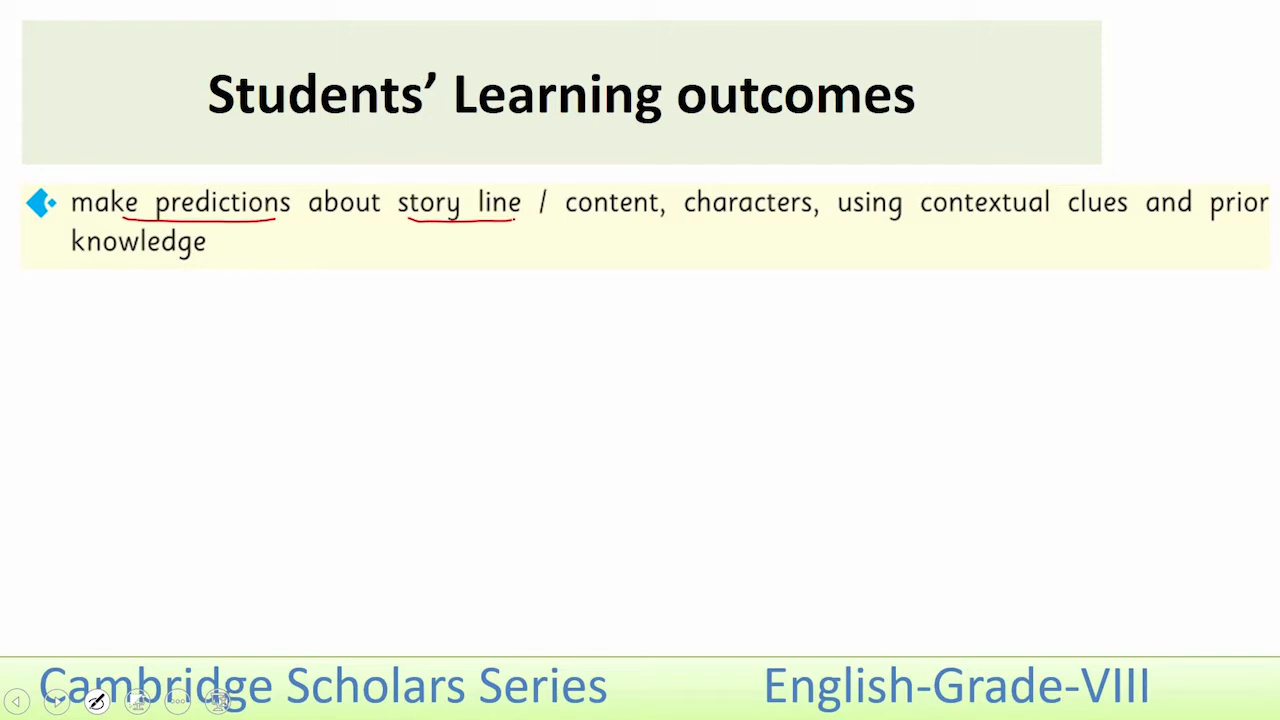 Students’ Learning outcomes
make predictions about story line / content, characters, using contextual clues and prior
knowledge
Cambridge Scholars Series English-Grade-VIII